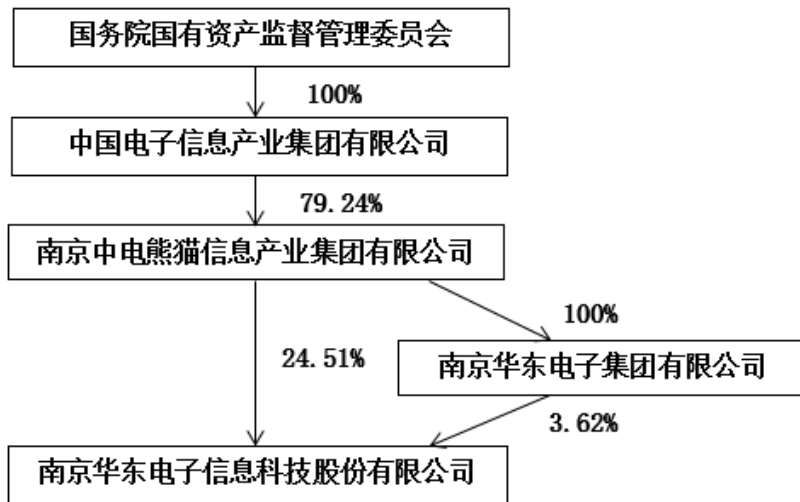 国务院国有资产监督管理委员会
100%
中国电子信息产业集团有限公司
79.24%
南京中电熊猫信息产业集团有限公司
100%
24.51%
南京华东电子集团有限公司
3.62%
南京华东电子信息科技股份有限公司